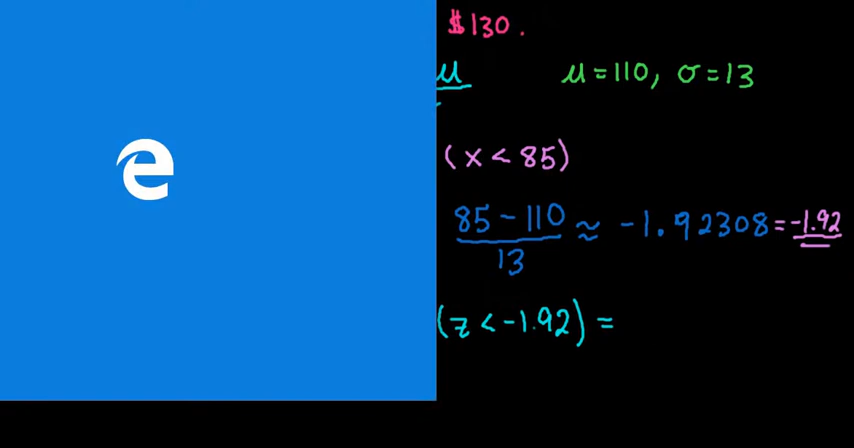 $130.
μ
μ = 110, σ = 13
(x < 85)
85 - 110
13
≈ -1.92308 = -1.92
(z < -1.92) =